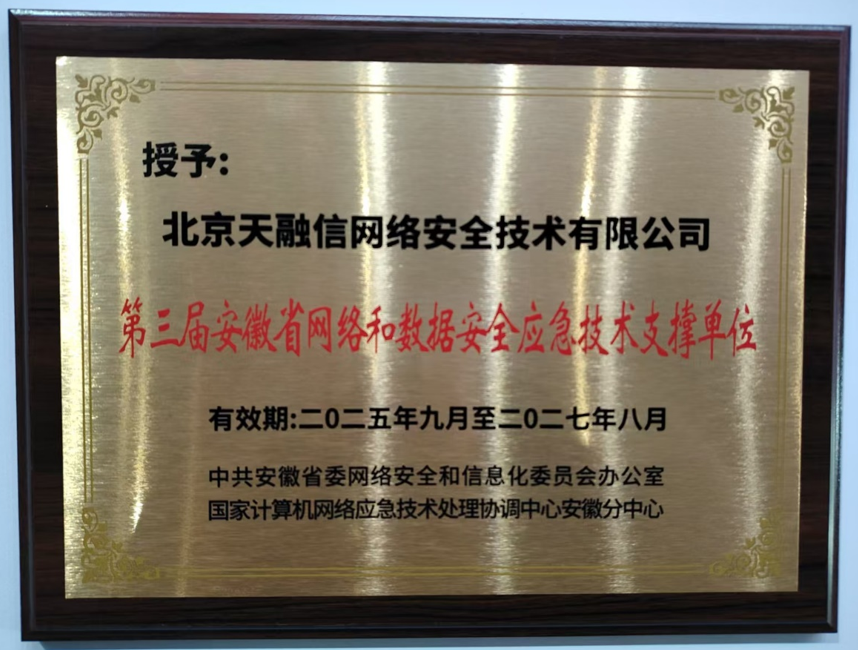 授予:
北京天融信网络安全技术有限公司
第三届安徽省网络和数据安全应急技术支撑单位
有效期:二0二五年九月至二0二七年八月
中共安徽省委网络安全和信息化委员会办公室
国家计算机网络应急技术处理协调中心安徽分中心